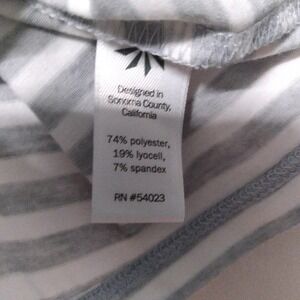 Designed in
Sonoma County,
California
74% polyester,
19% lyocell,
7% spandex
RN #54023